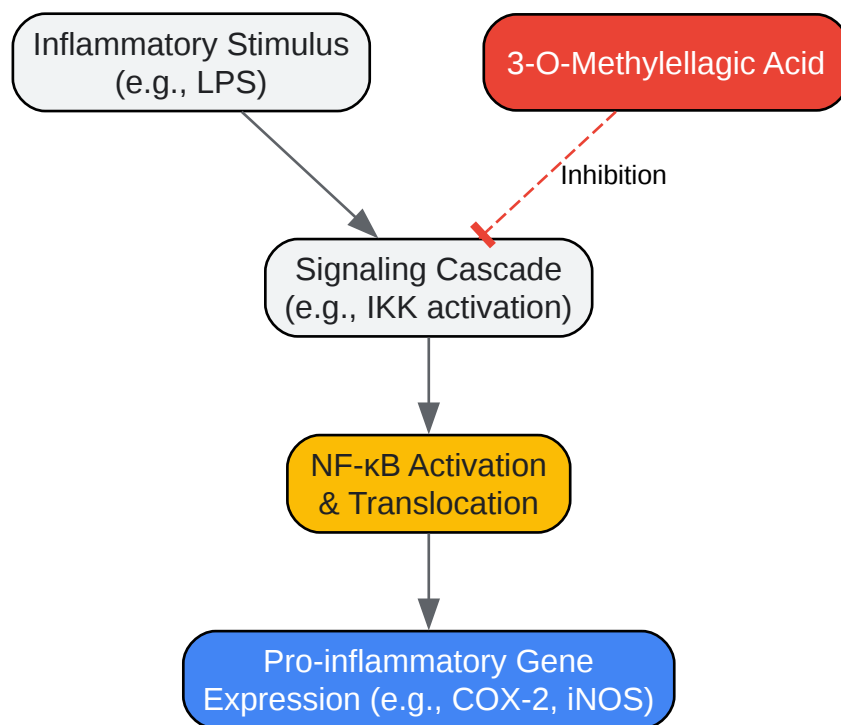 Inflammatory Stimulus
(e.g., LPS)
3-O-Methylellagic Acid
Inhibition
Signaling Cascade
(e.g., IKK activation)
NF-κB Activation
& Translocation
Pro-inflammatory Gene
Expression (e.g., COX-2, iNOS)